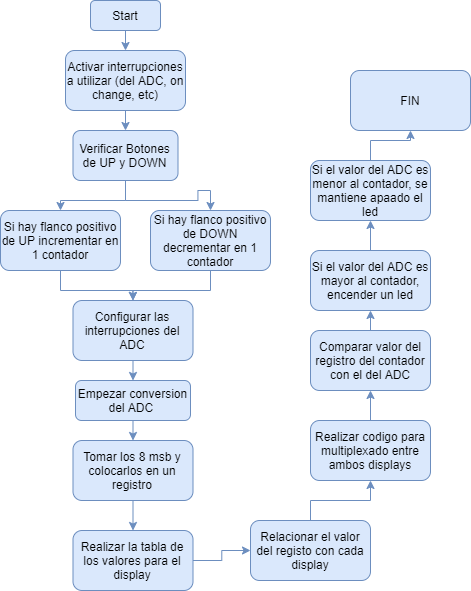 Start
Activar interrupciones
a utilizar (del ADC, on
change, etc)
Verificar Botones
de UP y DOWN
Si hay flanco positivo
de UP incrementar en
1 contador
Si hay flanco positivo
de DOWN
decrementar en 1
contador
Configurar las
interrupciones del
ADC
Empezar conversion
del ADC
Tomar los 8 msb y
colocarlos en un
registro
Realizar la tabla de
los valores para el
display
Relacionar el valor
del registo con cada
display
Realizar codigo para
multiplexado entre
ambos displays
Comparar valor del
registro del contador
con el del ADC
Si el valor del ADC es
mayor al contador,
encender un led
Si el valor del ADC es
menor al contador, se
mantiene apaado el
led
FIN